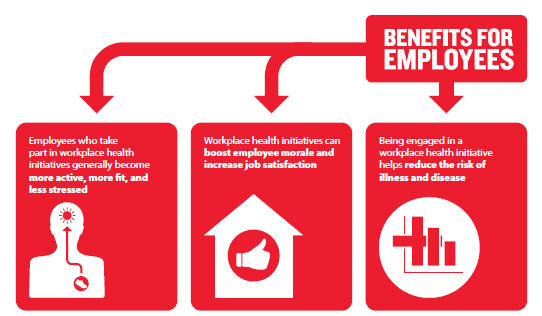 BENEFITS FOR
EMPLOYEES
Employees who take
part in workplace health
initiatives generally become
more active, more fit, and
less stressed
Workplace health initiatives can
boost employee morale and
increase job satisfaction
Being engaged in a
workplace health initiative
helps reduce the risk of
illness and disease